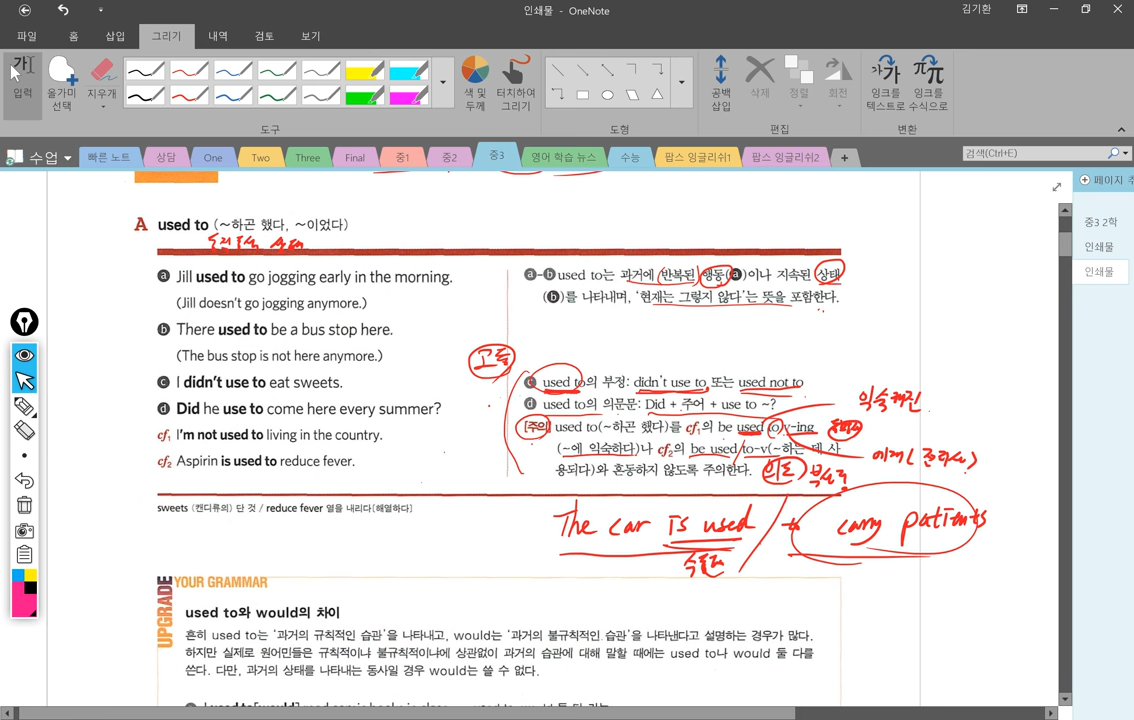 인쇄물 - OneNote
김기환
파일 홈 삽입 그리기 내역 검토 보기
가
입력
올가미 선택
지우개
색 및 두께
터치하여 그리기
공백 삽입
삭제
정렬
회전
가가
잉크를 텍스트로
ππ
잉크를 수식으로
도구
도형
편집
변환
수업
빠른 노트 상담 One Two Three Final 중1 중2 중3 영어 학습 뉴스 수능 팝스 잉글리쉬1 팝스 잉글리쉬2 +
검색(Ctrl+E)
페이지 추
중3 2학
인쇄물
인쇄물
A used to (~하곤 했다, ~이었다)
a Jill used to go jogging early in the morning.
(Jill doesn't go jogging anymore.)
b There used to be a bus stop here.
(The bus stop is not here anymore.)
c I didn't use to eat sweets.
d Did he use to come here every summer?
cf.1 I'm not used to living in the country.
cf.2 Aspirin is used to reduce fever.
a-b used to는 과거에 반복된 행동(a)이나 지속된 상태
(b)를 나타내며, '현재는 그렇지 않다'는 뜻을 포함한다.
c used to의 부정: didn't use to, 또는 used not to
d used to의 의문문: Did + 주어 + use to ~?
[주의] used to(~하곤 했다)를 cf.1의 be used to v-ing
(~에 익숙하다)나 cf.2의 be used to-v(~하는 데 사
용되다)와 혼동하지 않도록 주의한다.
익숙해진
의도
The car is used / to carry patients
sweets (캔디류의) 단 것 / reduce fever 열을 내리다[해열하다]
UPGRADE YOUR GRAMMAR
used to와 would의 차이
흔히 used to는 '과거의 규칙적인 습관'을 나타내고, would는 '과거의 불규칙적인 습관'을 나타낸다고 설명하는 경우가 많다.
하지만 실제로 원어민들은 규칙적이냐 불규칙적이냐에 상관없이 과거의 습관에 대해 말할 때에는 used to나 would 둘 다를
쓴다. 다만, 과거의 상태를 나타내는 동사일 경우 would는 쓸 수 없다.